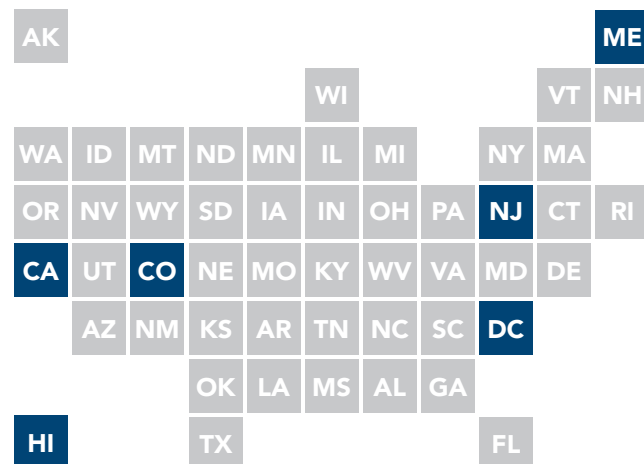 AK ME
WI VT NH
WA ID MT ND MN IL MI NY MA
OR NV WY SD IA IN OH PA NJ CT RI
CA UT CO NE MO KY WV VA MD DE
AZ NM KS AR TN NC SC DC
OK LA MS AL GA
HI TX FL